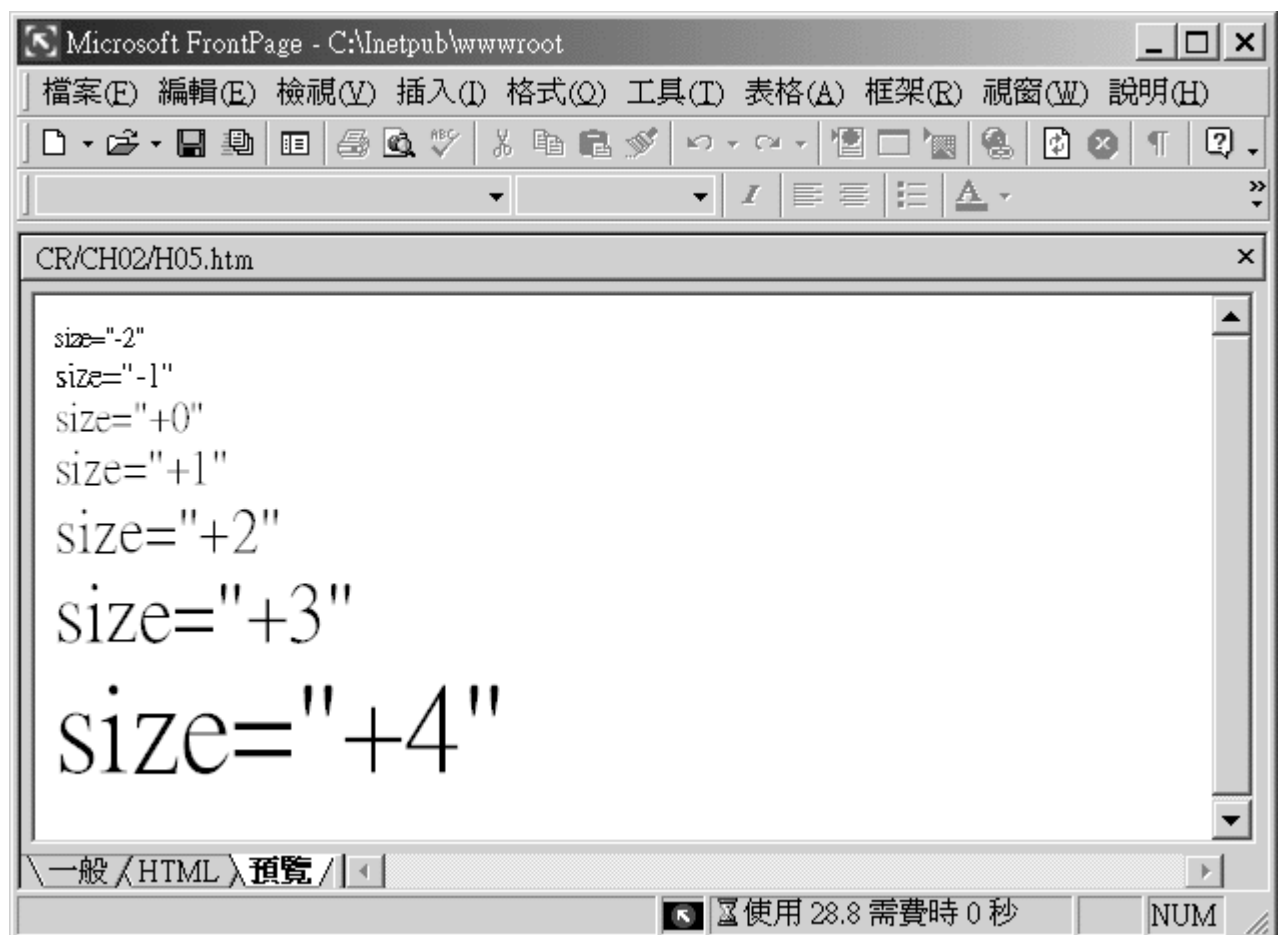 Microsoft FrontPage - C:\Inetpub\wwwroot
檔案(F) 編輯(E) 檢視(V) 插入(I) 格式(O) 工具(T) 表格(A) 框架(R) 視窗(W) 說明(H)
ABC
I A
CR/CH02/H05.htm
size="-2"
size="-1"
size="+0"
size="+1"
size="+2"
size="+3"
size="+4"
一般 HTML 預覽
使用 28.8 需費時 0 秒 NUM